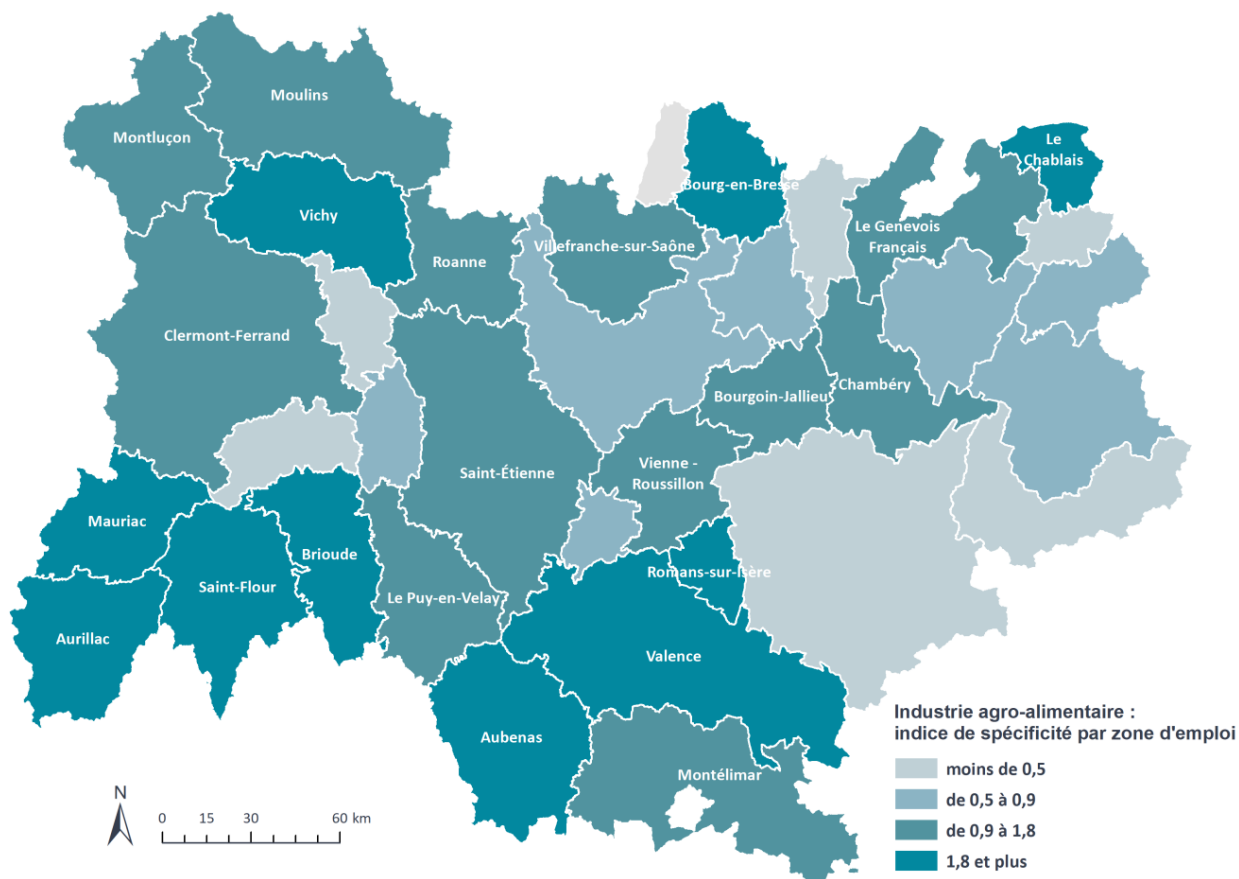 Moulins
Montluçon
Le
Chablais
Bourg-en-Bresse
Vichy
Le Genevois
Français
Villefranche-sur-Saône
Roanne
Clermont-Ferrand
Chambéry
Bourgoin-Jallieu
Saint-Étienne
Vienne -
Roussillon
Mauriac
Brioude
Romans-sur-Isère
Saint-Flour
Le Puy-en-Velay
Aurillac
Valence
Aubenas
Montélimar
Industrie agro-alimentaire :
indice de spécificité par zone d'emploi
moins de 0,5
de 0,5 à 0,9
de 0,9 à 1,8
1,8 et plus
N
0 15 30 60 km